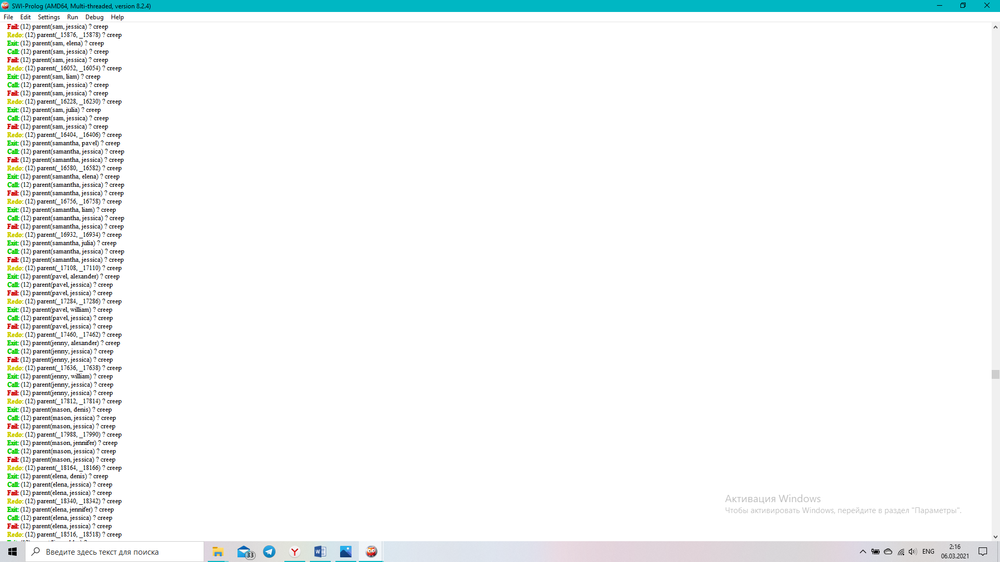 SWI-Prolog (AMD64, Multi-threaded, version 8.2.4)
File Edit Settings Run Debug Help
Fail: (12) parent(sam, jessica) ? creep
Redo: (12) parent(_15876, _15878) ? creep
Exit: (12) parent(sam, elena) ? creep
Call: (12) parent(sam, jessica) ? creep
Fail: (12) parent(sam, jessica) ? creep
Redo: (12) parent(_16052, _16054) ? creep
Exit: (12) parent(sam, liam) ? creep
Call: (12) parent(sam, jessica) ? creep
Fail: (12) parent(sam, jessica) ? creep
Redo: (12) parent(_16228, _16230) ? creep
Exit: (12) parent(sam, julia) ? creep
Call: (12) parent(sam, jessica) ? creep
Fail: (12) parent(sam, jessica) ? creep
Redo: (12) parent(_16404, _16406) ? creep
Exit: (12) parent(samantha, pavel) ? creep
Call: (12) parent(samantha, jessica) ? creep
Fail: (12) parent(samantha, jessica) ? creep
Redo: (12) parent(_16580, _16582) ? creep
Exit: (12) parent(samantha, elena) ? creep
Call: (12) parent(samantha, jessica) ? creep
Fail: (12) parent(samantha, jessica) ? creep
Redo: (12) parent(_16756, _16758) ? creep
Exit: (12) parent(samantha, liam) ? creep
Call: (12) parent(samantha, jessica) ? creep
Fail: (12) parent(samantha, jessica) ? creep
Redo: (12) parent(_16932, _16934) ? creep
Exit: (12) parent(samantha, julia) ? creep
Call: (12) parent(samantha, jessica) ? creep
Fail: (12) parent(samantha, jessica) ? creep
Redo: (12) parent(_17108, _17110) ? creep
Exit: (12) parent(pavel, alexander) ? creep
Call: (12) parent(pavel, jessica) ? creep
Fail: (12) parent(pavel, jessica) ? creep
Redo: (12) parent(_17284, _17286) ? creep
Exit: (12) parent(pavel, william) ? creep
Call: (12) parent(pavel, jessica) ? creep
Fail: (12) parent(pavel, jessica) ? creep
Redo: (12) parent(_17460, _17462) ? creep
Exit: (12) parent(jenny, alexander) ? creep
Call: (12) parent(jenny, jessica) ? creep
Fail: (12) parent(jenny, jessica) ? creep
Redo: (12) parent(_17636, _17638) ? creep
Exit: (12) parent(jenny, william) ? creep
Call: (12) parent(jenny, jessica) ? creep
Fail: (12) parent(jenny, jessica) ? creep
Redo: (12) parent(_17812, _17814) ? creep
Exit: (12) parent(mason, denis) ? creep
Call: (12) parent(mason, jessica) ? creep
Fail: (12) parent(mason, jessica) ? creep
Redo: (12) parent(_17988, _17990) ? creep
Exit: (12) parent(mason, jennifer) ? creep
Call: (12) parent(mason, jessica) ? creep
Fail: (12) parent(mason, jessica) ? creep
Redo: (12) parent(_18164, _18166) ? creep
Exit: (12) parent(elena, denis) ? creep
Call: (12) parent(elena, jessica) ? creep
Fail: (12) parent(elena, jessica) ? creep
Redo: (12) parent(_18340, _18342) ? creep
Exit: (12) parent(elena, jennifer) ? creep
Call: (12) parent(elena, jessica) ? creep
Fail: (12) parent(elena, jessica) ? creep
Redo: (12) parent(_18516, _18518) ? creep
Активация Windows
Чтобы активировать Windows, перейдите в раздел "Параметры".
Введите здесь текст для поиска
33
ENG
2:16
06.03.2021